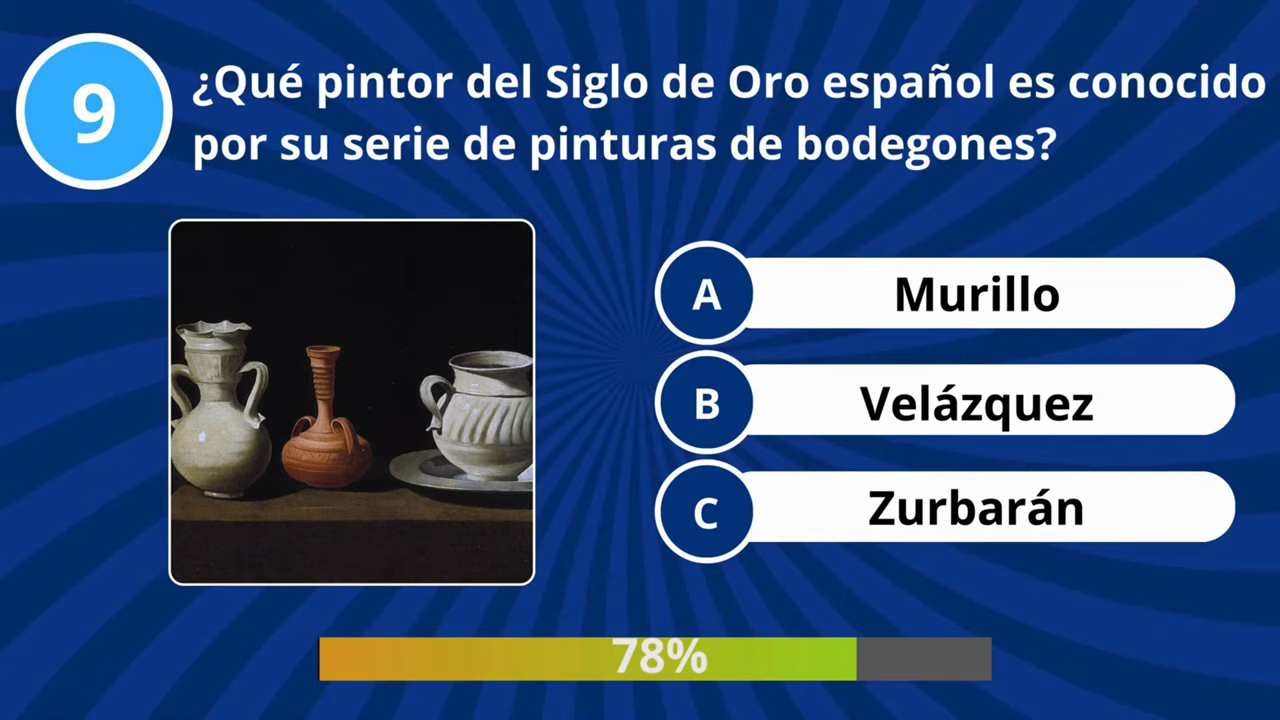 9
¿Qué pintor del Siglo de Oro español es conocido
por su serie de pinturas de bodegones?
A Murillo
B Velázquez
C Zurbarán
78%